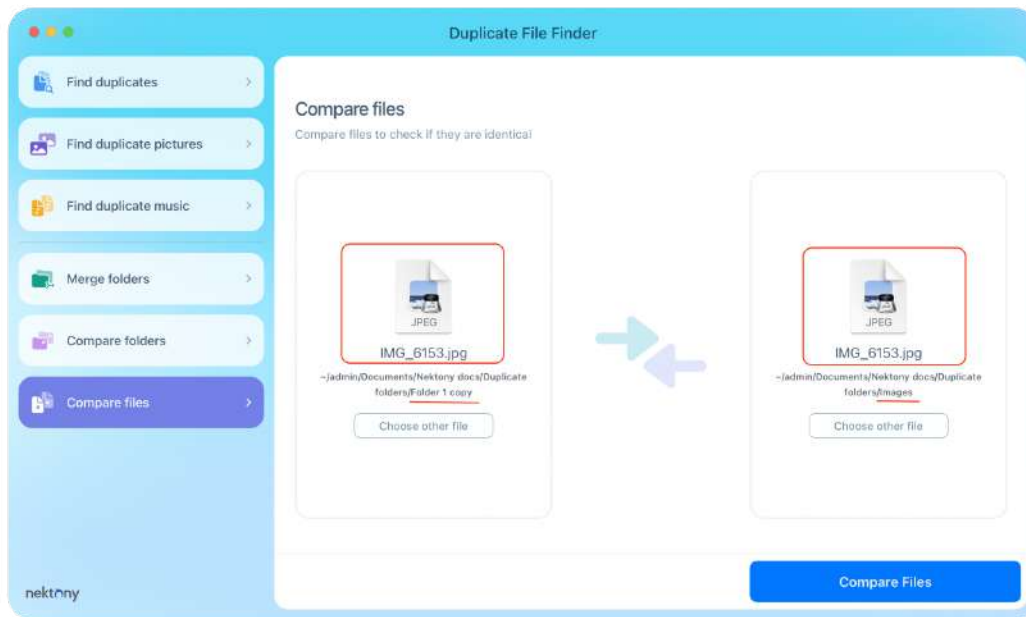 Duplicate File Finder
Find duplicates
Find duplicate pictures
Find duplicate music
Merge folders
Compare folders
Compare files
nektony
Compare files
Compare files to check if they are identical
JPEG
IMG_6153.jpg
~/admin/Documents/Nektony docs/Duplicate
folders/Folder 1 copy
Choose other file
JPEG
IMG_6153.jpg
~/admin/Documents/Nektony docs/Duplicate
folders/Images
Choose other file
Compare Files